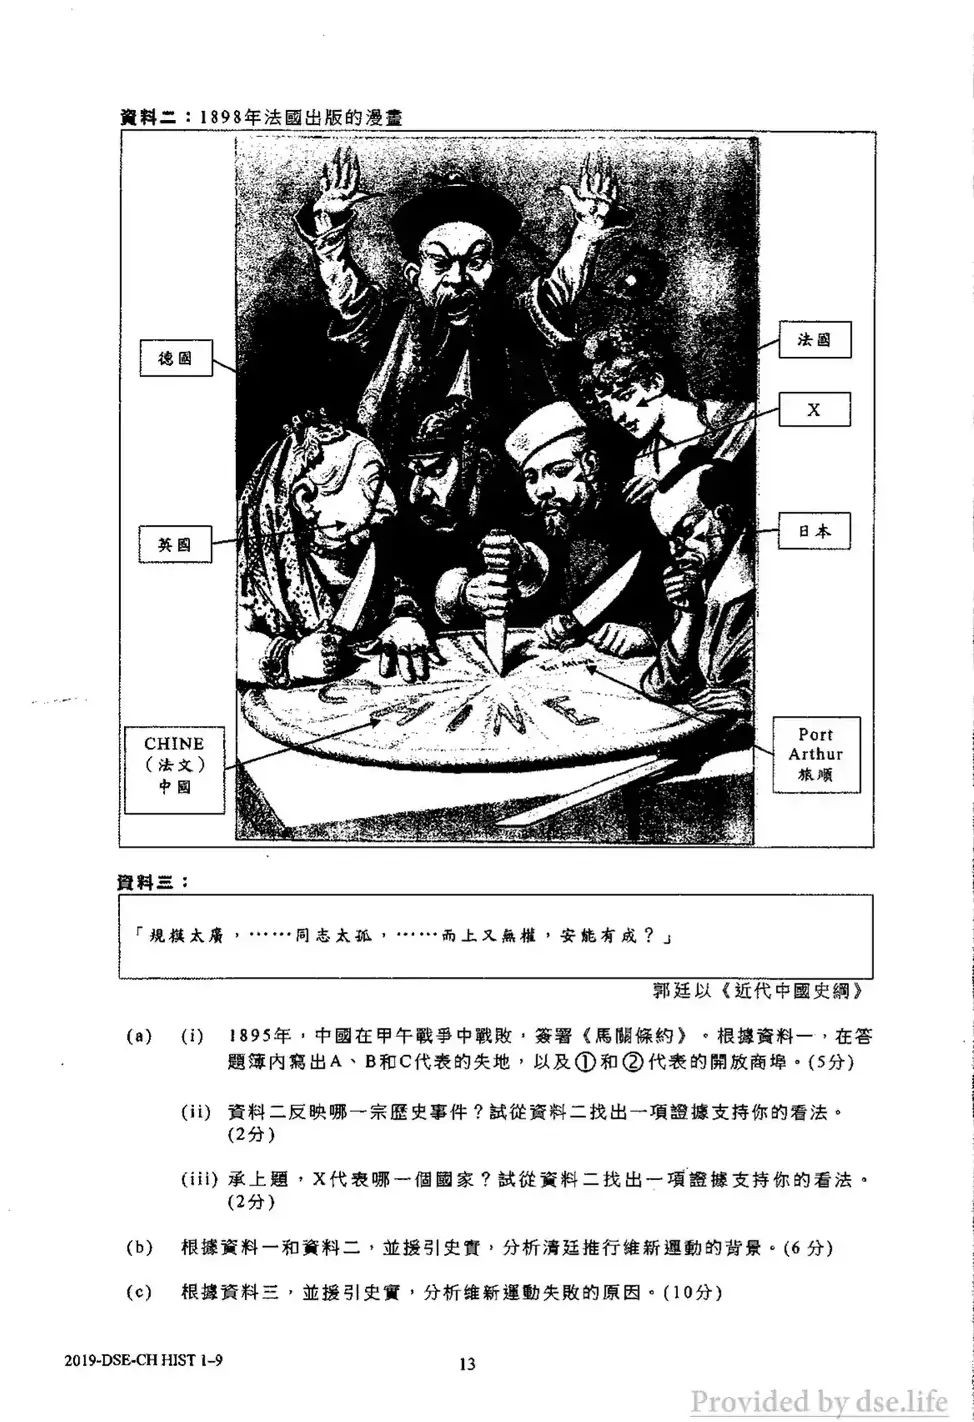 資料二：1898年法國出版的漫畫
法國
德國
X
日本
英國
CHINE
（法文）
中國
CHINE
Port
Arthur
旅順
資料三：
「規模太廣，……同志太孤，……而上又無權，安能有成？」
郭廷以《近代中國史綱》
(a) (i) 1895年，中國在甲午戰爭中戰敗，簽署《馬關條約》。根據資料一，在答
題簿內寫出A、B和C代表的失地，以及①和②代表的開放商埠。(5分)
(ii) 資料二反映哪一宗歷史事件？試從資料二找出一項證據支持你的看法。
(2分)
(iii) 承上題，X代表哪一個國家？試從資料二找出一項證據支持你的看法。
(2分)
(b) 根據資料一和資料二，並援引史實，分析清廷推行維新運動的背景。(6 分)
(c) 根據資料三，並援引史實，分析維新運動失敗的原因。(10分)
2019-DSE-CH HIST 1-9
13
Provided by dse.life